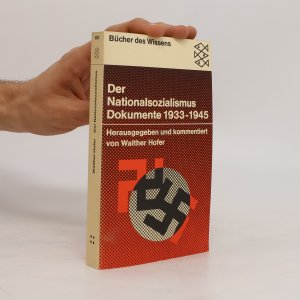 Bücher des Wissens
Der
Nationalsozialismus
Dokumente 1933-1945
Herausgegeben und kommentiert
von Walther Hofer
Walther Hofer Der Nationalsozialismus